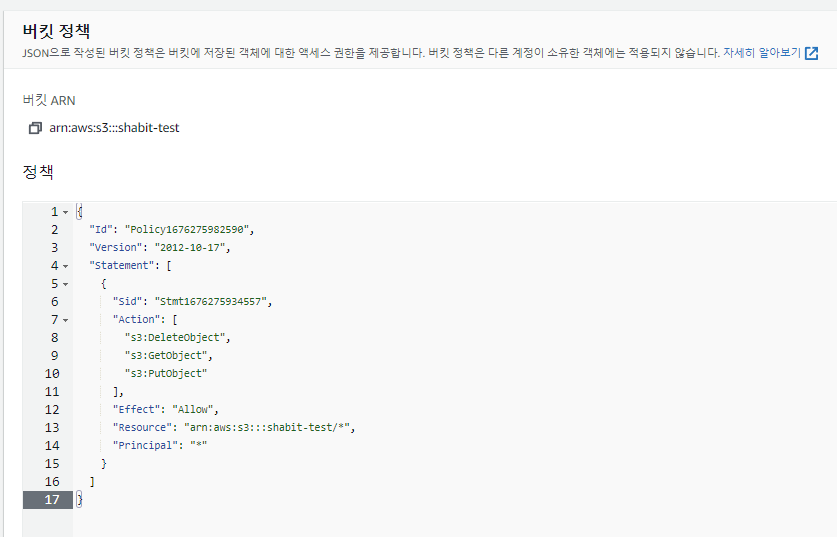 버킷 정책
JSON으로 작성된 버킷 정책은 버킷에 저장된 객체에 대한 액세스 권한을 제공합니다. 버킷 정책은 다른 계정이 소유한 객체에는 적용되지 않습니다. 자세히 알아보기
버킷 ARN
arn:aws:s3:::shabit-test
정책
1 {
2 "Id": "Policy1676275982590",
3 "Version": "2012-10-17",
4 "Statement": [
5 {
6 "Sid": "Stmt1676275934557",
7 "Action": [
8 "s3:DeleteObject",
9 "s3:GetObject",
10 "s3:PutObject"
11 ],
12 "Effect": "Allow",
13 "Resource": "arn:aws:s3:::shabit-test/*",
14 "Principal": "*"
15 }
16 ]
17 }